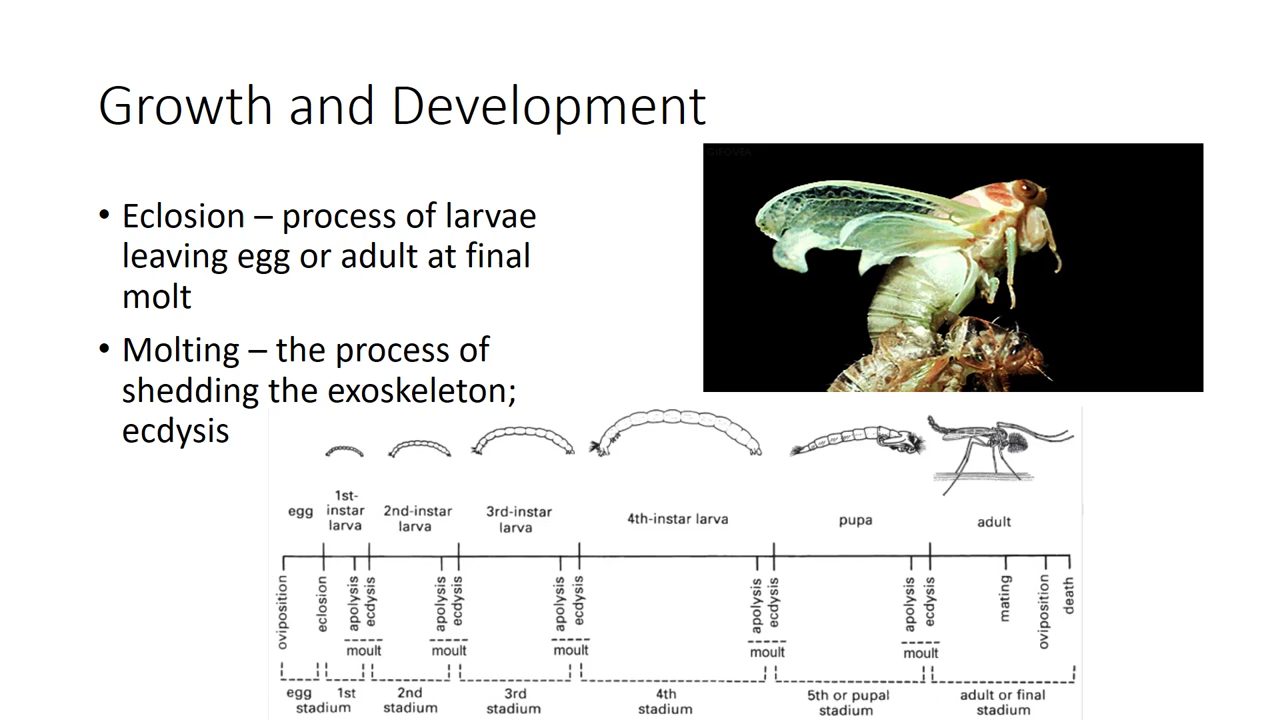 Growth and Development
• Eclosion – process of larvae
leaving egg or adult at final
molt
• Molting – the process of
shedding the exoskeleton;
ecdysis
egg
1st-
instar
larva
2nd-instar
larva
3rd-instar
larva
4th-instar larva
pupa
adult
oviposition
eclosion
apolysis
ecdysis
apolysis
ecdysis
apolysis
ecdysis
apolysis
ecdysis
apolysis
ecdysis
mating
oviposition
death
moult
moult
moult
moult
moult
egg
1st
stadium
2nd
stadium
3rd
stadium
4th
stadium
5th or pupal
stadium
adult or final
stadium